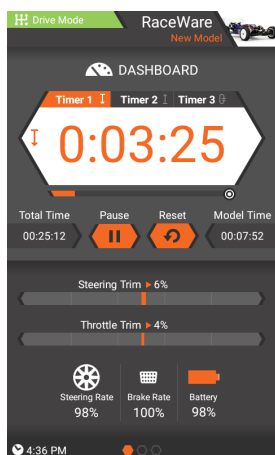 Drive Mode
RaceWare
New Model
DASHBOARD
Timer 1 Timer 2 Timer 3
0:03:25
Total Time Pause Reset Model Time
00:25:12 00:07:52
Steering Trim 6%
Throttle Trim 4%
Steering Rate Brake Rate Battery
98% 100% 98%
4:36 PM